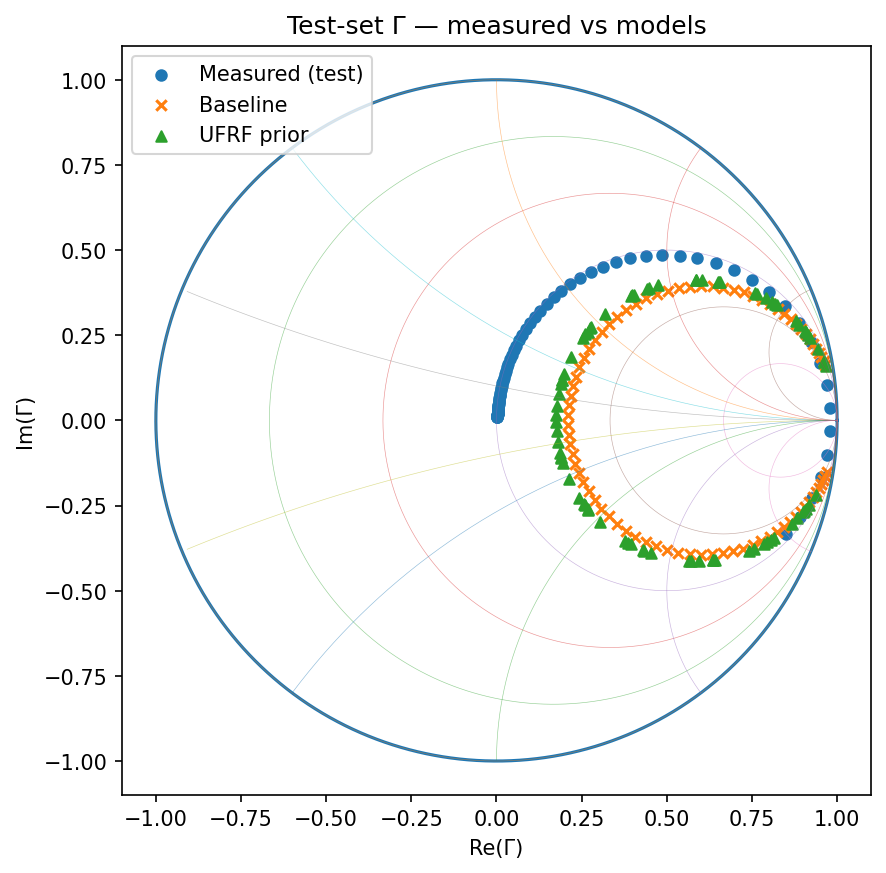 Test-set Γ — measured vs models
Measured (test)
Baseline
UFRF prior
1.00
0.75
0.50
0.25
0.00
−0.25
−0.50
−0.75
−1.00
Im(Γ)
−1.00 −0.75 −0.50 −0.25 0.00 0.25 0.50 0.75 1.00
Re(Γ)